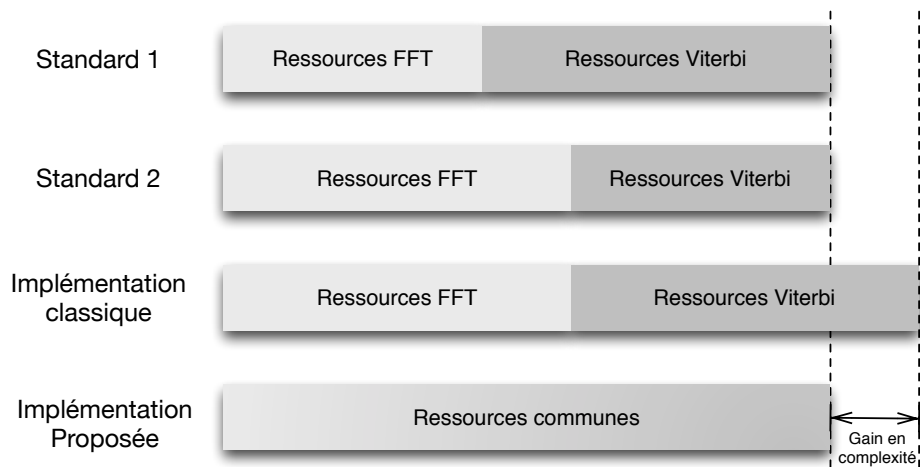 Standard 1
Ressources FFT
Ressources Viterbi
Standard 2
Ressources FFT
Ressources Viterbi
Implémentation
classique
Ressources FFT
Ressources Viterbi
Implémentation
Proposée
Ressources communes
Gain en
complexité